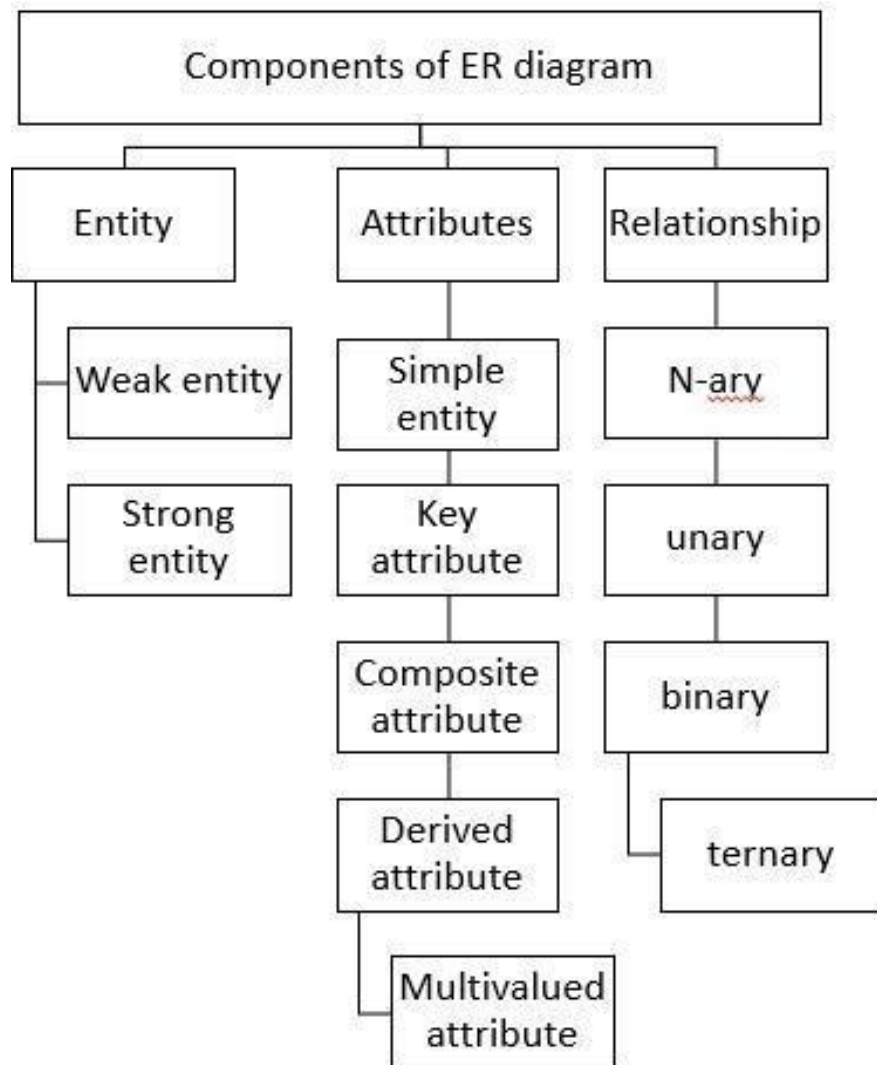 Components of ER diagram
Entity
Attributes
Relationship
Weak entity
Simple
entity
N-ary
Strong
entity
Key
attribute
unary
Composite
attribute
binary
Derived
attribute
ternary
Multivalued
attribute